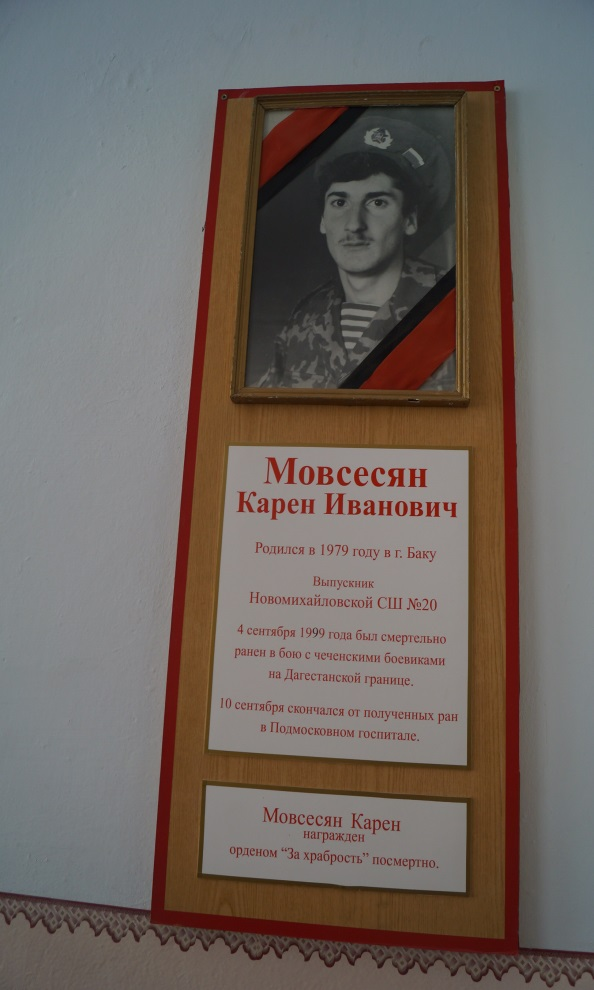 Мовсесян
Карен Иванович
Родился в 1979 году в г. Баку
Выпускник
Новомихайловской СШ №20
4 сентября 1999 года был смертельно
ранен в бою с чеченскими боевиками
на Дагестанской границе.
10 сентября скончался от полученных ран
в Подмосковном госпитале.
Мовсесян Карен
награжден
орденом “За храбрость” посмертно.